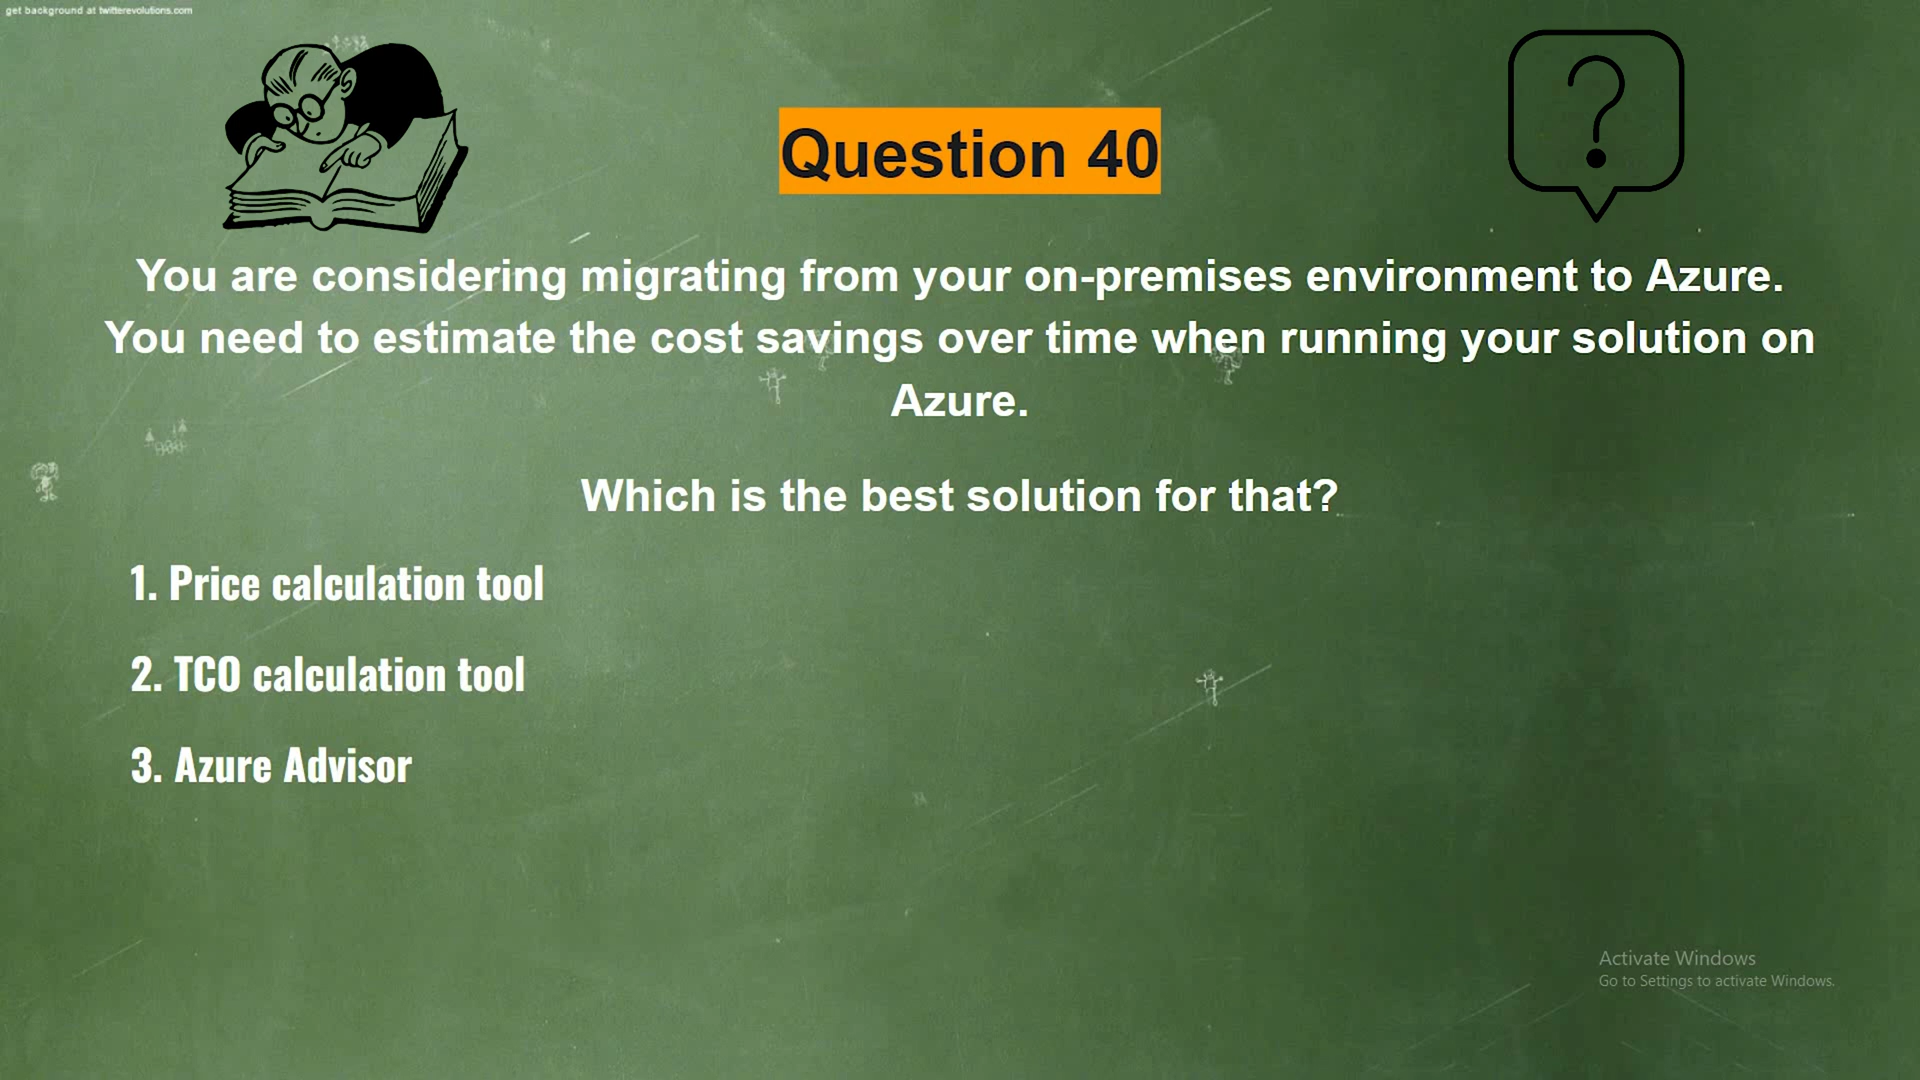 get background at twitterevolutions.com
Question 40
You are considering migrating from your on-premises environment to Azure.
You need to estimate the cost savings over time when running your solution on
Azure.
Which is the best solution for that?
1. Price calculation tool
2. TCO calculation tool
3. Azure Advisor
Activate Windows
Go to Settings to activate Windows.